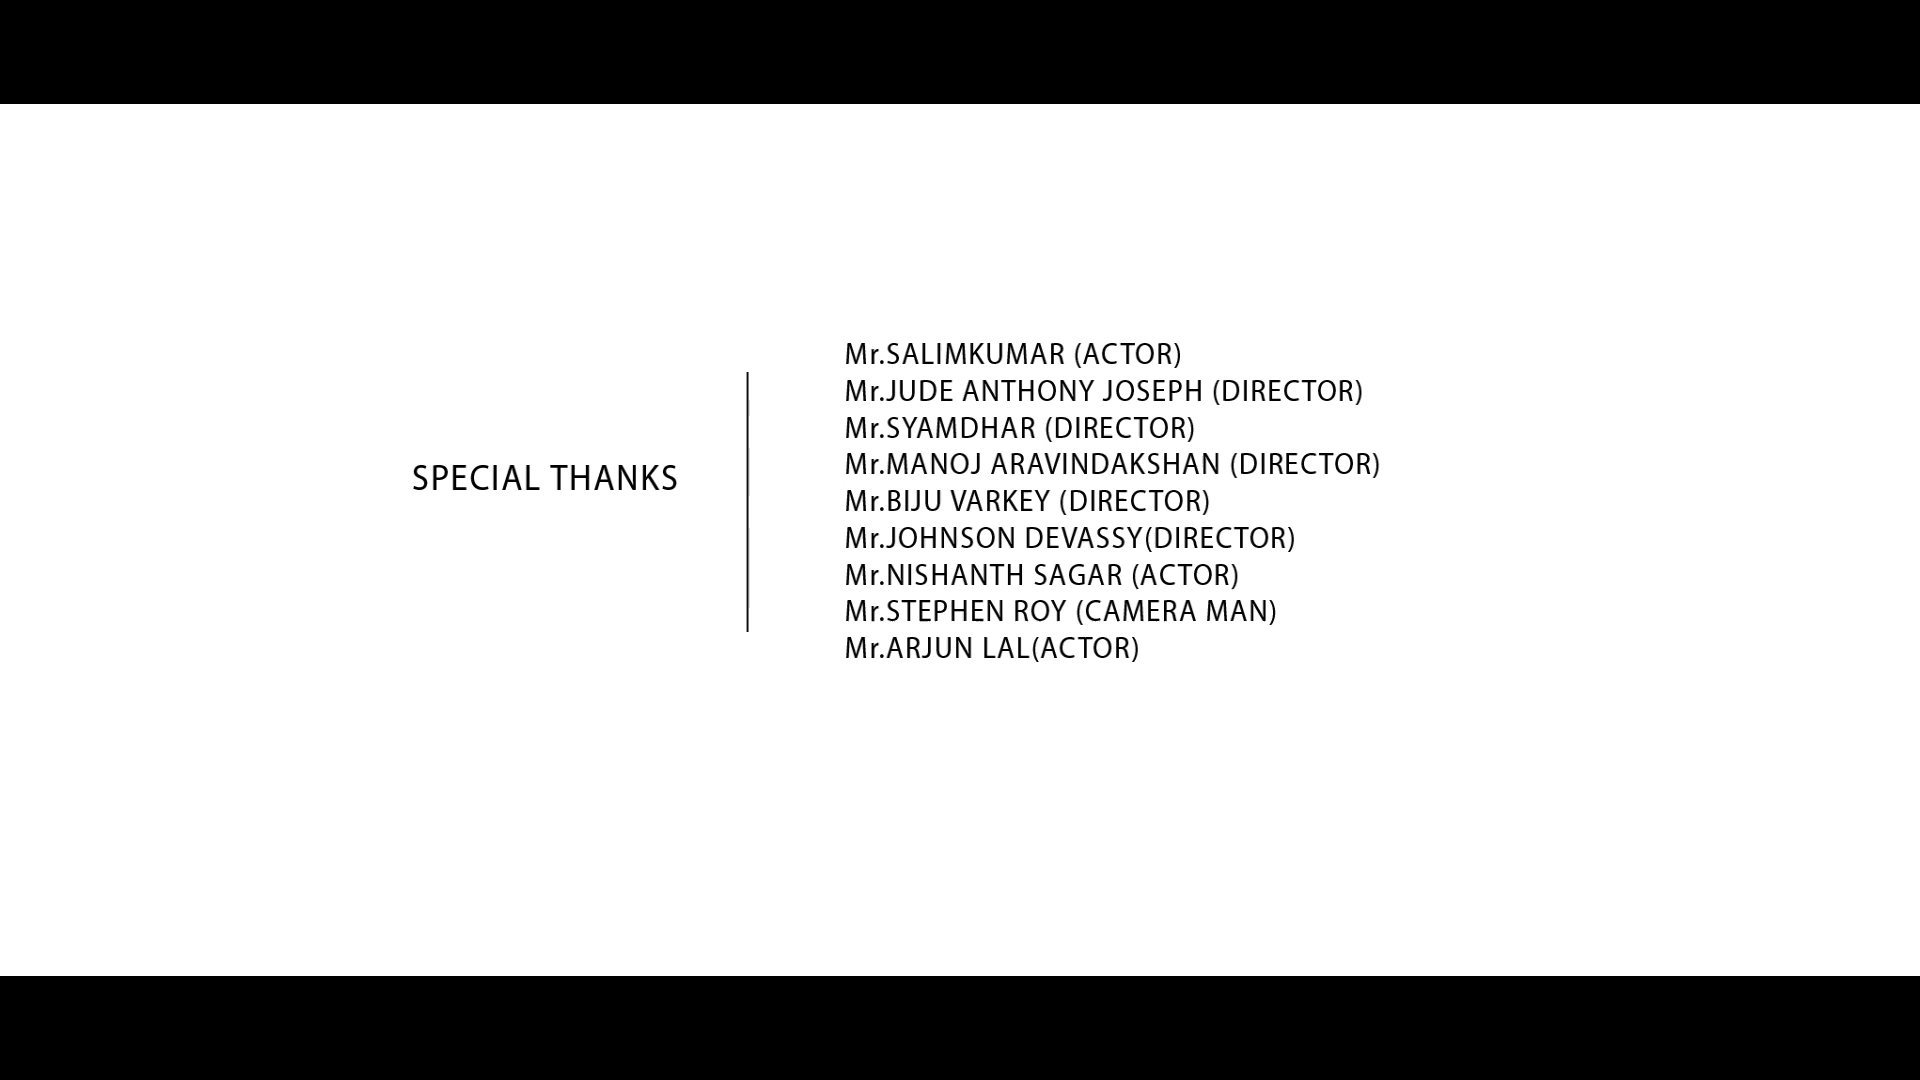 SPECIAL THANKS
Mr.SALIMKUMAR (ACTOR)
Mr.JUDE ANTHONY JOSEPH (DIRECTOR)
Mr.SYAMDHAR (DIRECTOR)
Mr.MANOJ ARAVINDAKSHAN (DIRECTOR)
Mr.BIJU VARKEY (DIRECTOR)
Mr.JOHNSON DEVASSY(DIRECTOR)
Mr.NISHANTH SAGAR (ACTOR)
Mr.STEPHEN ROY (CAMERA MAN)
Mr.ARJUN LAL(ACTOR)